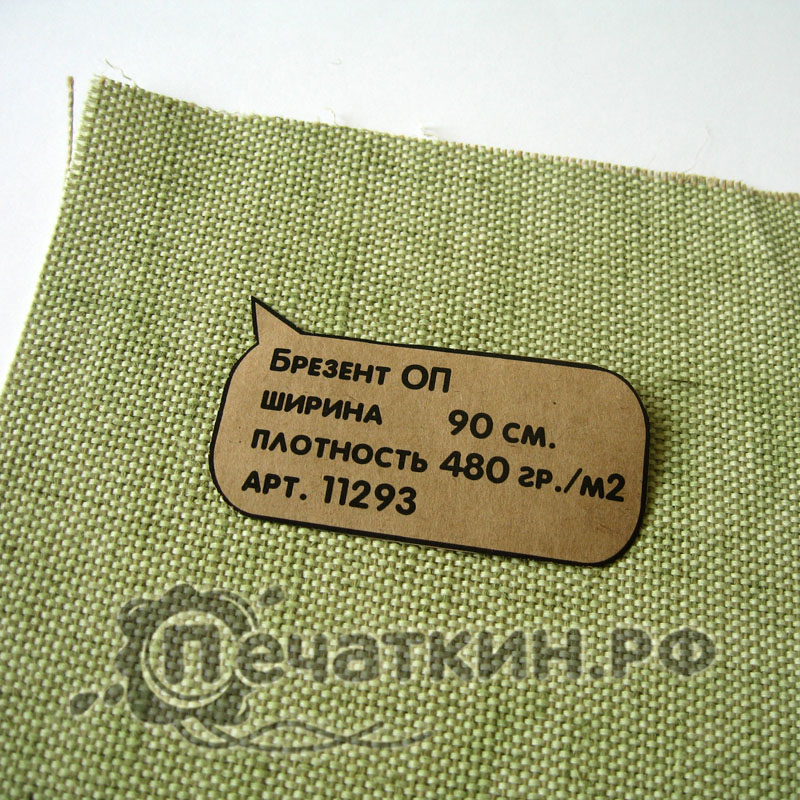 Брезент ОП
ширина 90 см.
плотность 480 гр./м2
арт. 11293
Печаткин.рф